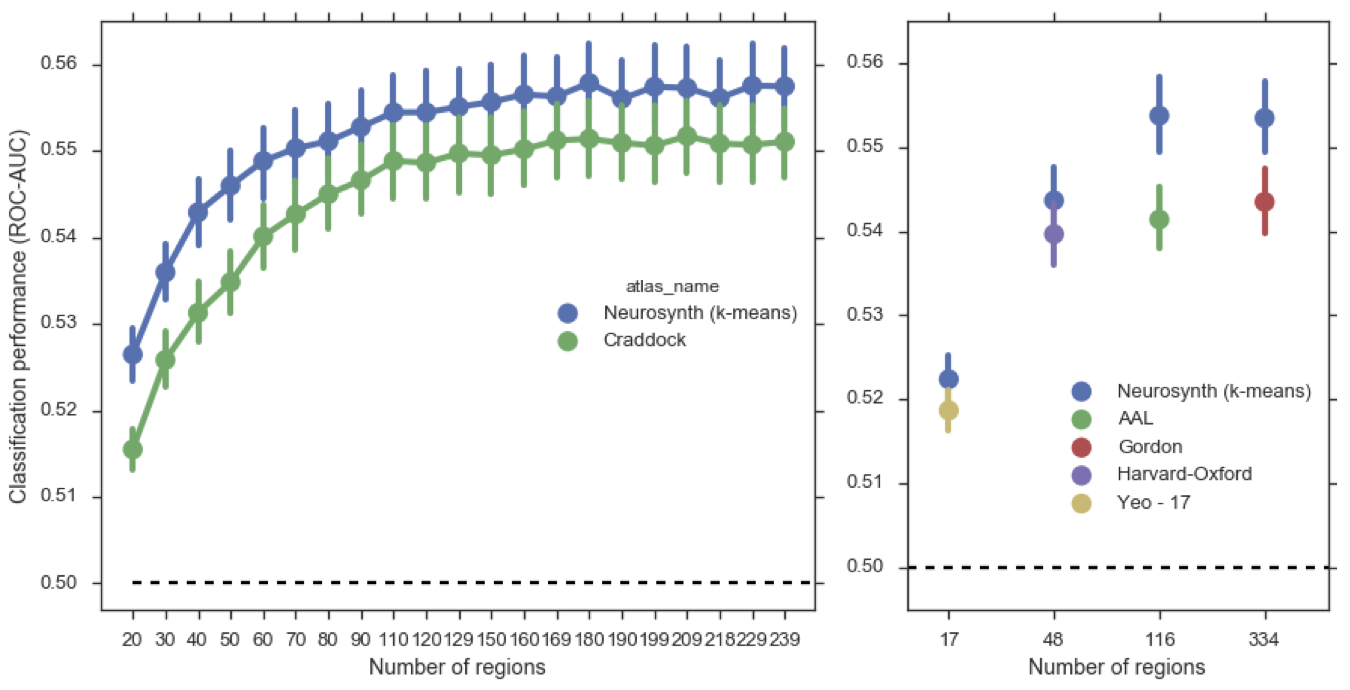 Classification performance (ROC-AUC)
0.56
0.55
0.54
0.53
0.52
0.51
0.50
atlas_name
Neurosynth (k-means)
Craddock
20 30 40 50 60 70 80 90 110 120 129 150 160 169 180 190 199 209 218 229 239
Number of regions
0.56
0.55
0.54
0.53
0.52
0.51
0.50
Neurosynth (k-means)
AAL
Gordon
Harvard-Oxford
Yeo - 17
17 48 116 334
Number of regions